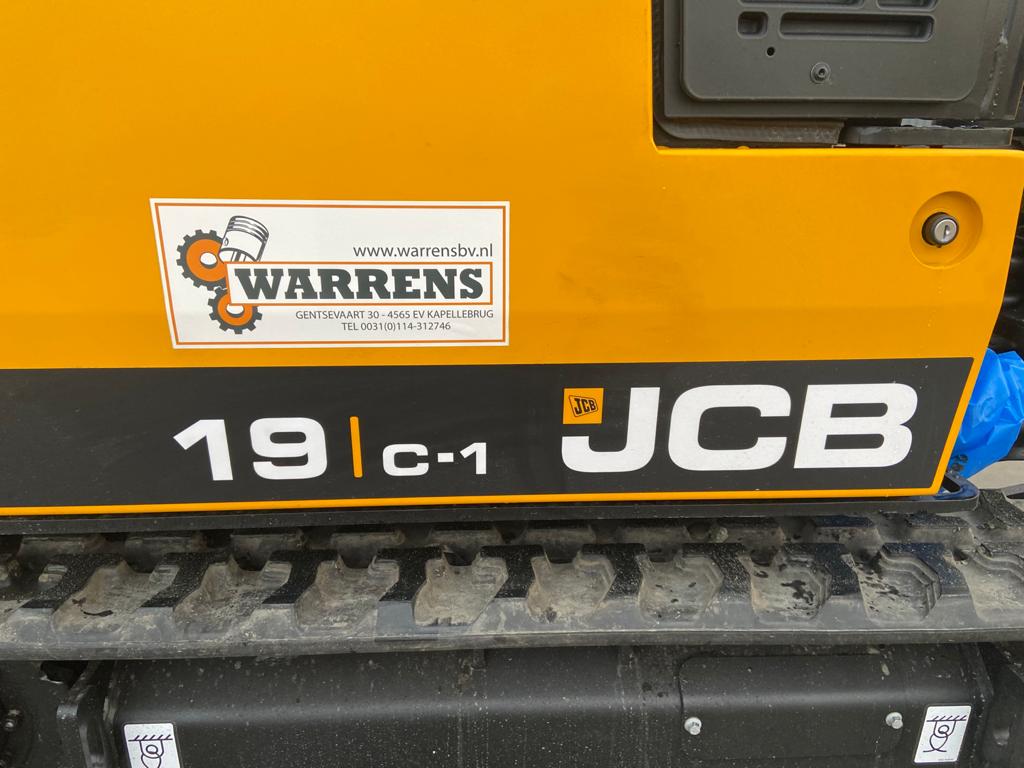 www.warrensbv.nl
WARRENS
GENTSEVAART 30 - 4565 EV KAPELLEBRUG
TEL 0031(0)114-312746
19 | C-1
JCB
JCB